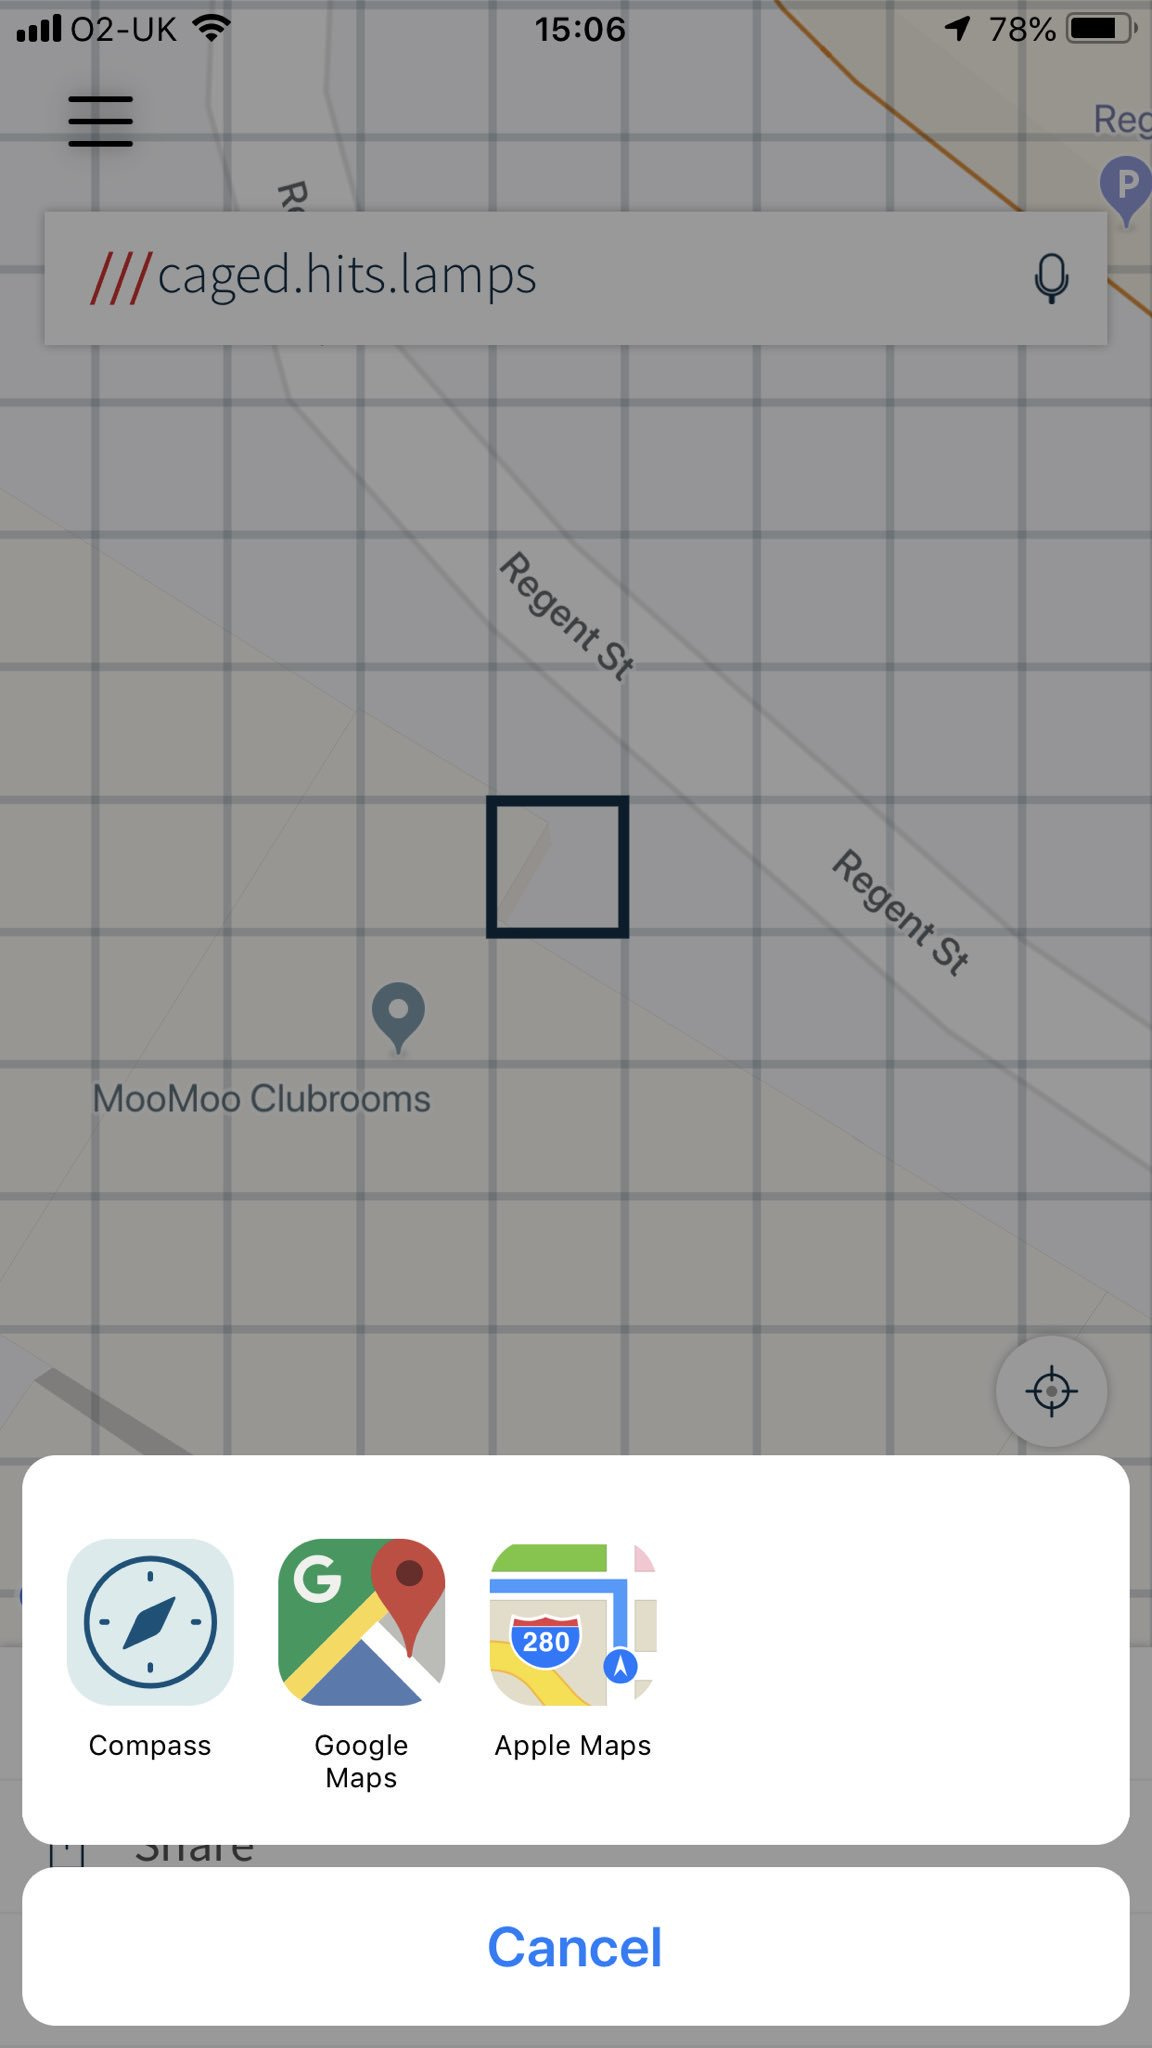 O2-UK 15:06 78%
Reg
P
///caged.hits.lamps
Regent St
Regent St
MooMoo Clubrooms
G
280
Compass
Google
Maps
Apple Maps
Share
Cancel